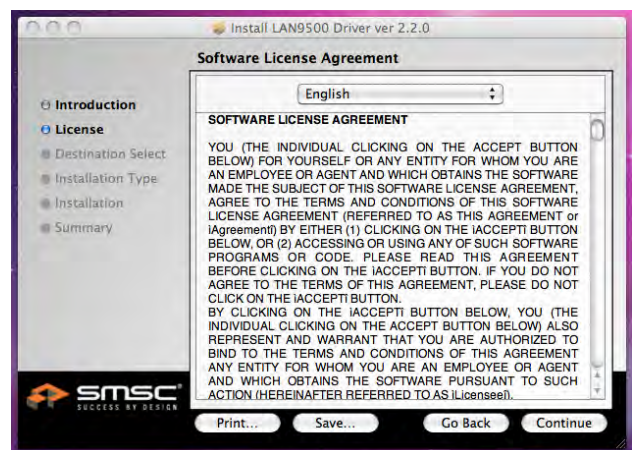 Install LAN9500 Driver ver 2.2.0
Software License Agreement
Introduction
License
Destination Select
Installation Type
Installation
Summary
English
SOFTWARE LICENSE AGREEMENT
YOU (THE INDIVIDUAL CLICKING ON THE ACCEPT BUTTON
BELOW) FOR YOURSELF OR ANY ENTITY FOR WHOM YOU ARE
AN EMPLOYEE OR AGENT AND WHICH OBTAINS THE SOFTWARE
MADE THE SUBJECT OF THIS SOFTWARE LICENSE AGREEMENT,
AGREE TO THE TERMS AND CONDITIONS OF THIS SOFTWARE
LICENSE AGREEMENT (REFERRED TO AS THIS AGREEMENT or
ìAgreementî) BY EITHER (1) CLICKING ON THE ìACCEPTî BUTTON
BELOW, OR (2) ACCESSING OR USING ANY OF SUCH SOFTWARE
PROGRAMS OR CODE. PLEASE READ THIS AGREEMENT
BEFORE CLICKING ON THE ìACCEPTî BUTTON. IF YOU DO NOT
AGREE TO THE TERMS OF THIS AGREEMENT, PLEASE DO NOT
CLICK ON THE ìACCEPTî BUTTON.
BY CLICKING ON THE ìACCEPTî BUTTON BELOW, YOU (THE
INDIVIDUAL CLICKING ON THE ACCEPT BUTTON BELOW) ALSO
REPRESENT AND WARRANT THAT YOU ARE AUTHORIZED TO
BIND TO THE TERMS AND CONDITIONS OF THIS AGREEMENT
ANY ENTITY FOR WHOM YOU ARE AN EMPLOYEE OR AGENT
AND WHICH OBTAINS THE SOFTWARE PURSUANT TO SUCH
ACTION (HEREINAFTER REFERRED TO AS ìLicenseeî).
smsc
SUCCESS BY DESIGN
Print... Save... Go Back Continue